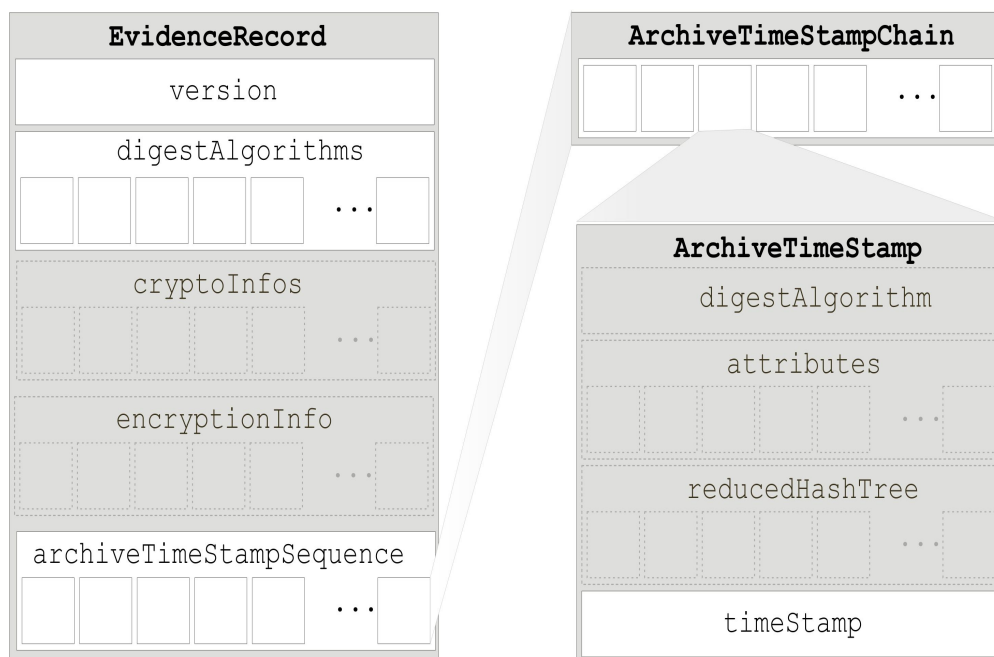 EvidenceRecord
version
digestAlgorithms
...
cryptoInfos
...
encryptionInfo
...
archiveTimeStampSequence
...
ArchiveTimeStampChain
...
ArchiveTimeStamp
digestAlgorithm
attributes
...
reducedHashTree
...
timeStamp